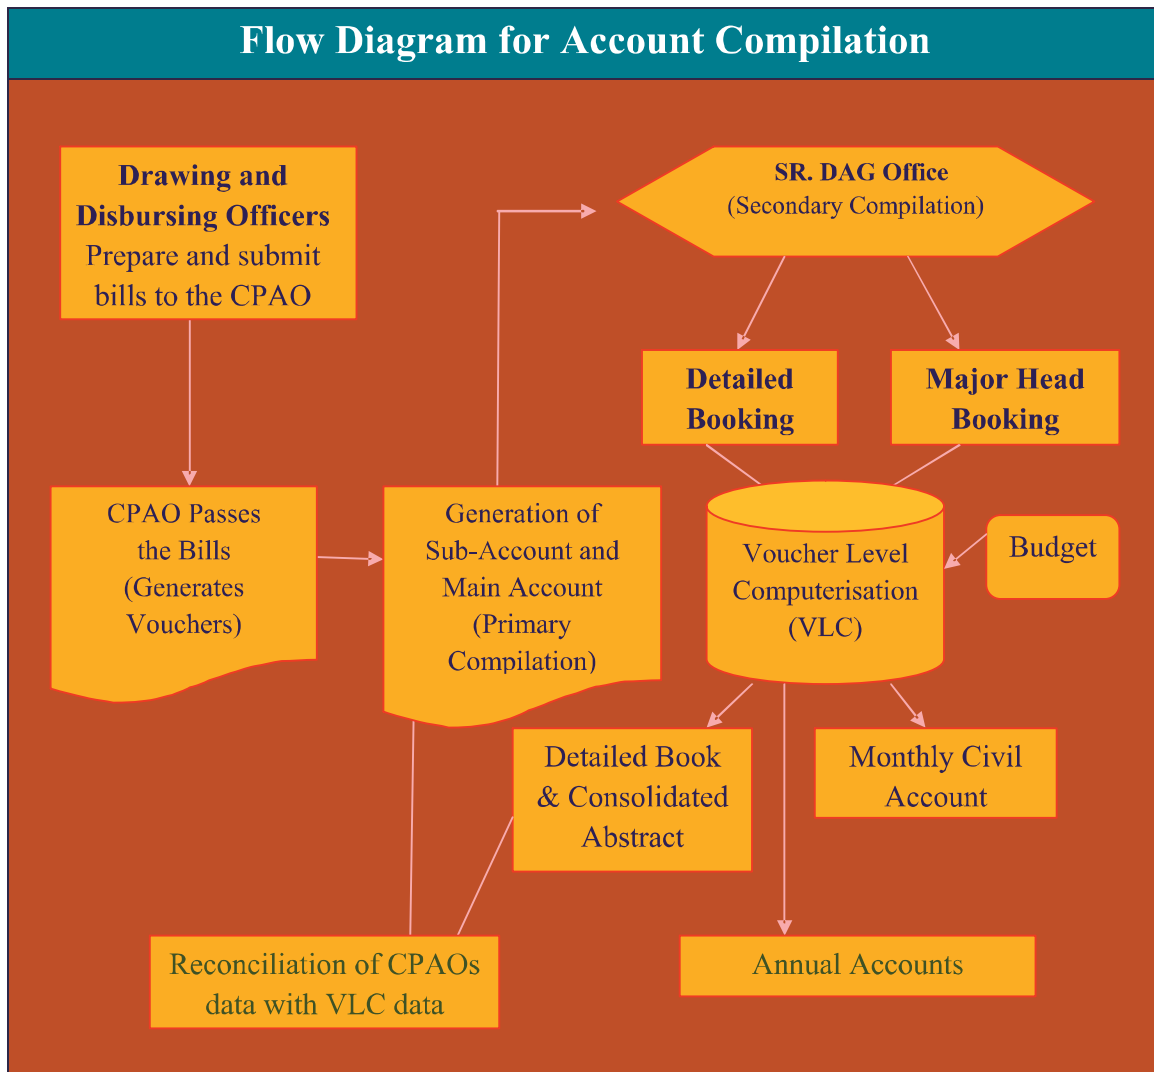 Flow Diagram for Account Compilation
Drawing and
Disbursing Officers
Prepare and submit
bills to the CPAO
SR. DAG Office
(Secondary Compilation)
Detailed
Booking
Major Head
Booking
CPAO Passes
the Bills
(Generates
Vouchers)
Generation of
Sub-Account and
Main Account
(Primary
Compilation)
Voucher Level
Computerisation
(VLC)
Budget
Detailed Book
& Consolidated
Abstract
Monthly Civil
Account
Reconciliation of CPAOs
data with VLC data
Annual Accounts